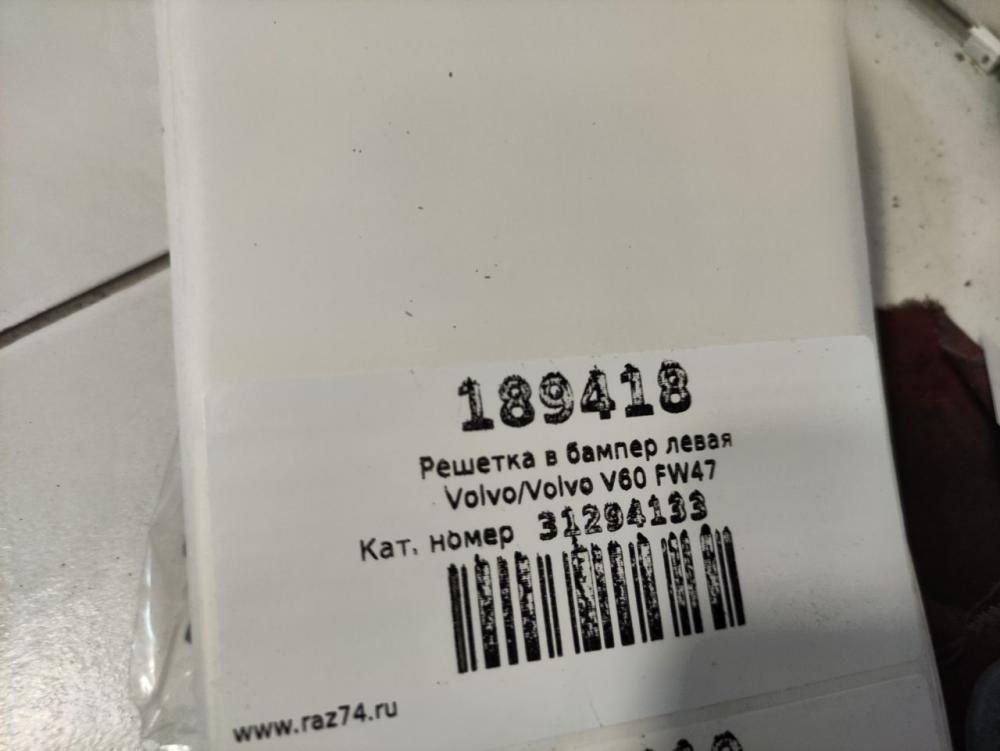 189418
Решетка в бампер левая
Volvo/Volvo V60 FW47
Кат. номер 31294133
www.raz74.ru